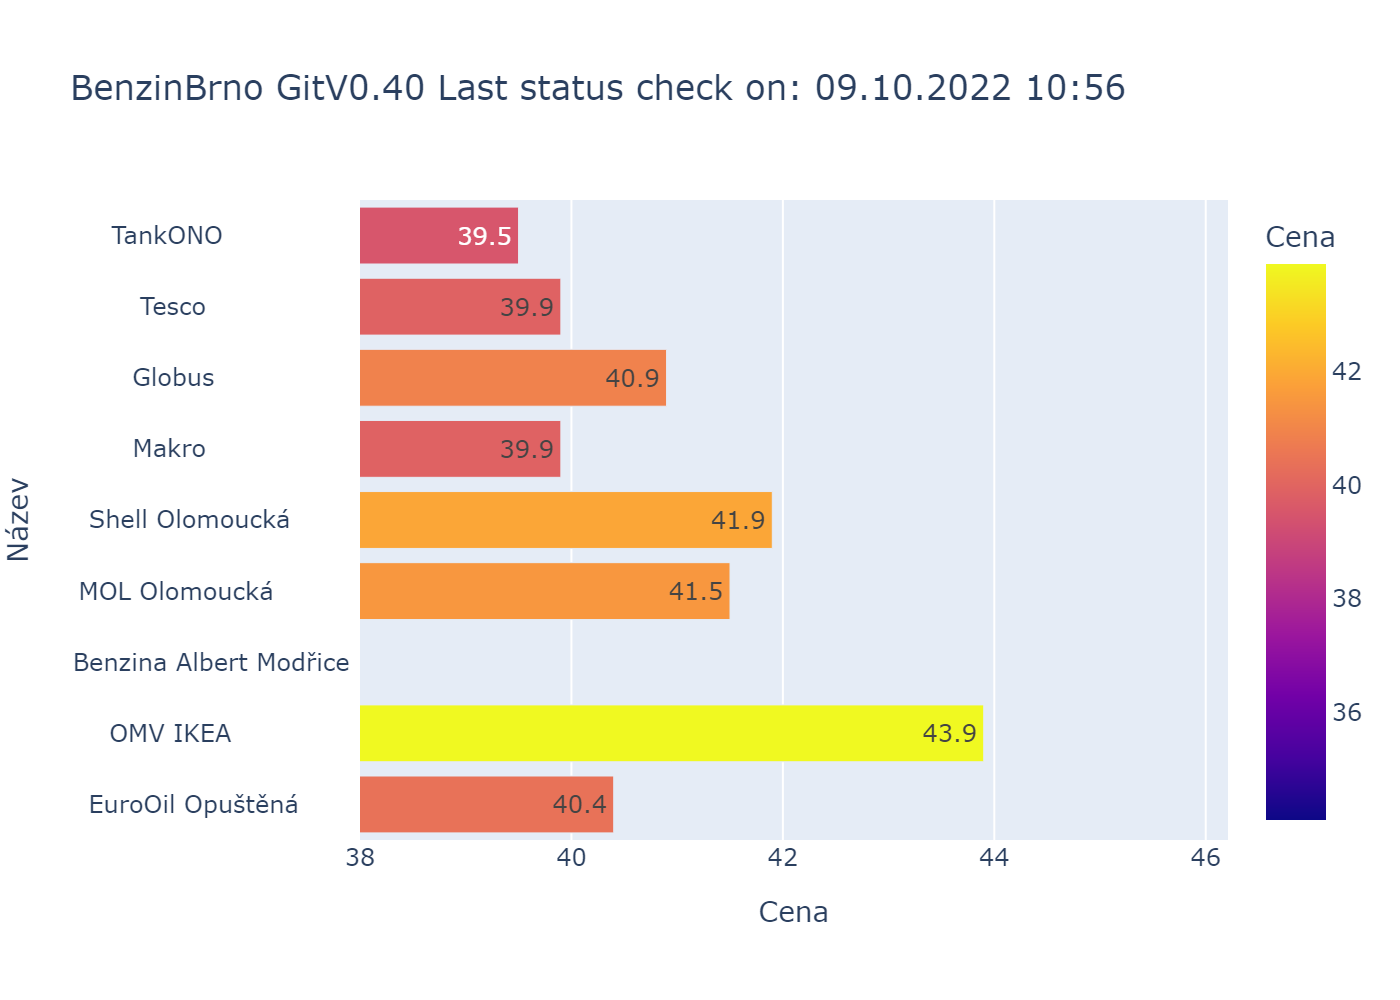 BenzinBrno GitV0.40 Last status check on: 09.10.2022 10:56
TankONO
39.5
Tesco
39.9
Globus
40.9
Makro
39.9
Shell Olomoucká
41.9
MOL Olomoucká
41.5
Benzina Albert Modřice
OMV IKEA
43.9
EuroOil Opuštěná
40.4
38
40
42
44
46
Cena
Název
Cena
42
40
38
36